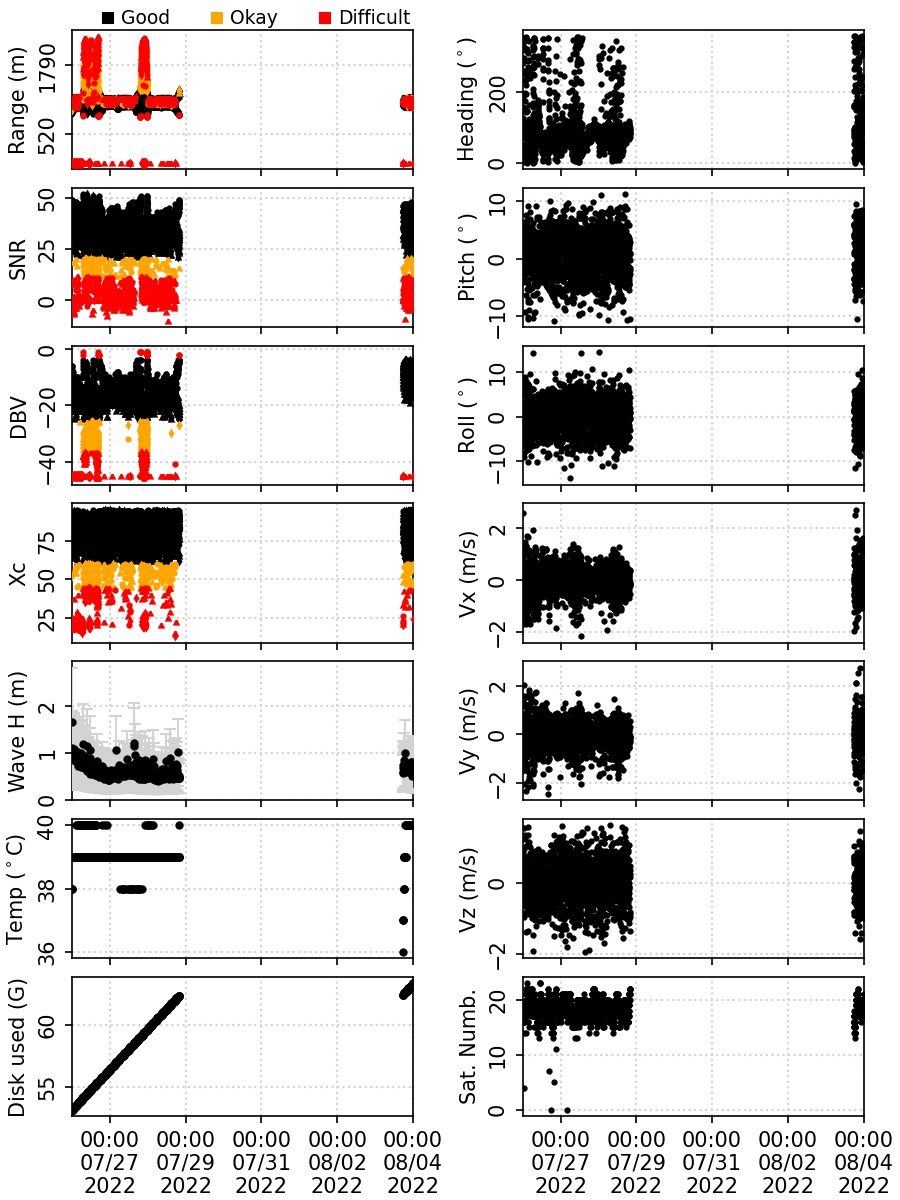 Good Okay Difficult
Range (m)
1790
520
Heading (°)
200
0
SNR
50
25
0
Pitch (°)
10
0
−10
DBV
0
−20
−40
Roll (°)
10
0
−10
Xc
75
50
25
Vx (m/s)
2
0
−2
Wave H (m)
2
1
0
Vy (m/s)
2
0
−2
Temp (°C)
40
38
36
Vz (m/s)
0
−2
Disk used (G)
60
55
Sat. Numb.
20
10
0
00:00 00:00 00:00 00:00 00:00
07/27 07/29 07/31 08/02 08/04
2022 2022 2022 2022 2022
00:00 00:00 00:00 00:00 00:00
07/27 07/29 07/31 08/02 08/04
2022 2022 2022 2022 2022